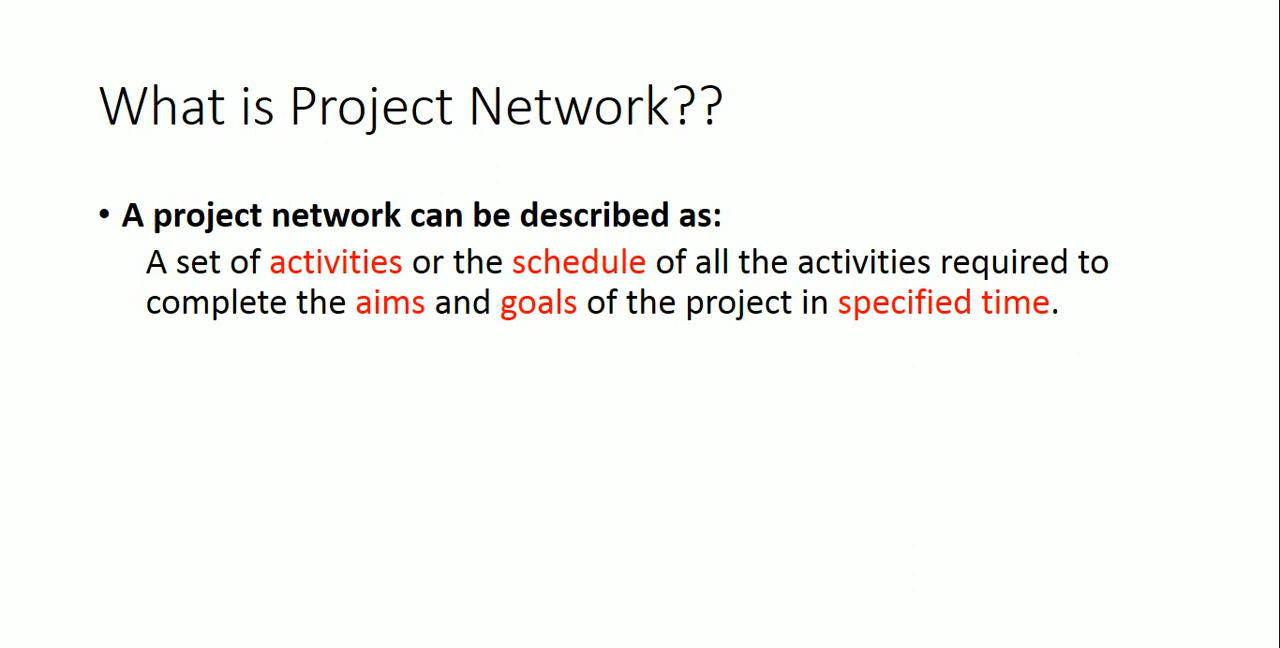 What is Project Network??
• A project network can be described as:
A set of activities or the schedule of all the activities required to
complete the aims and goals of the project in specified time.